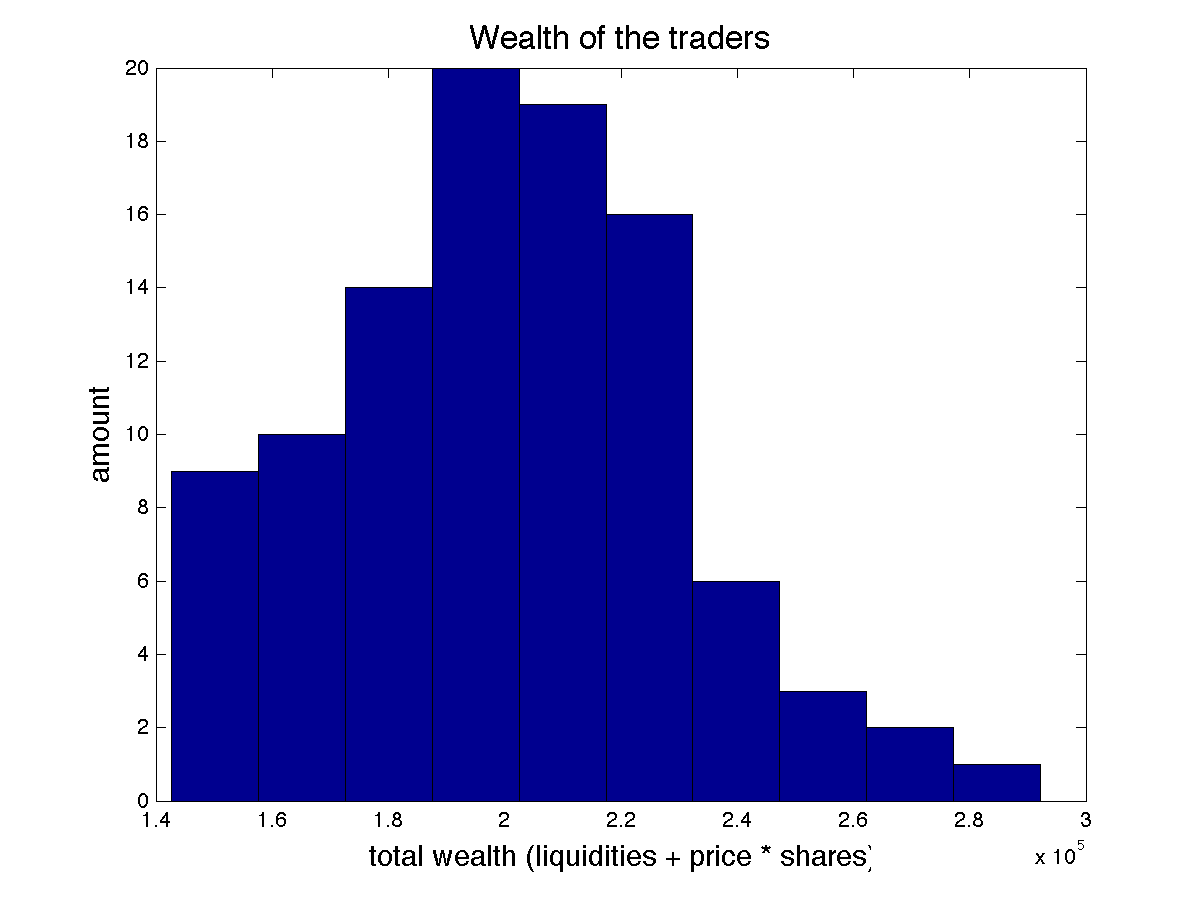 Wealth of the traders
20
18
16
14
12
10
8
6
4
2
0
amount
1.4 1.6 1.8 2 2.2 2.4 2.6 2.8 3
x 10^5
total wealth (liquidities + price * shares)